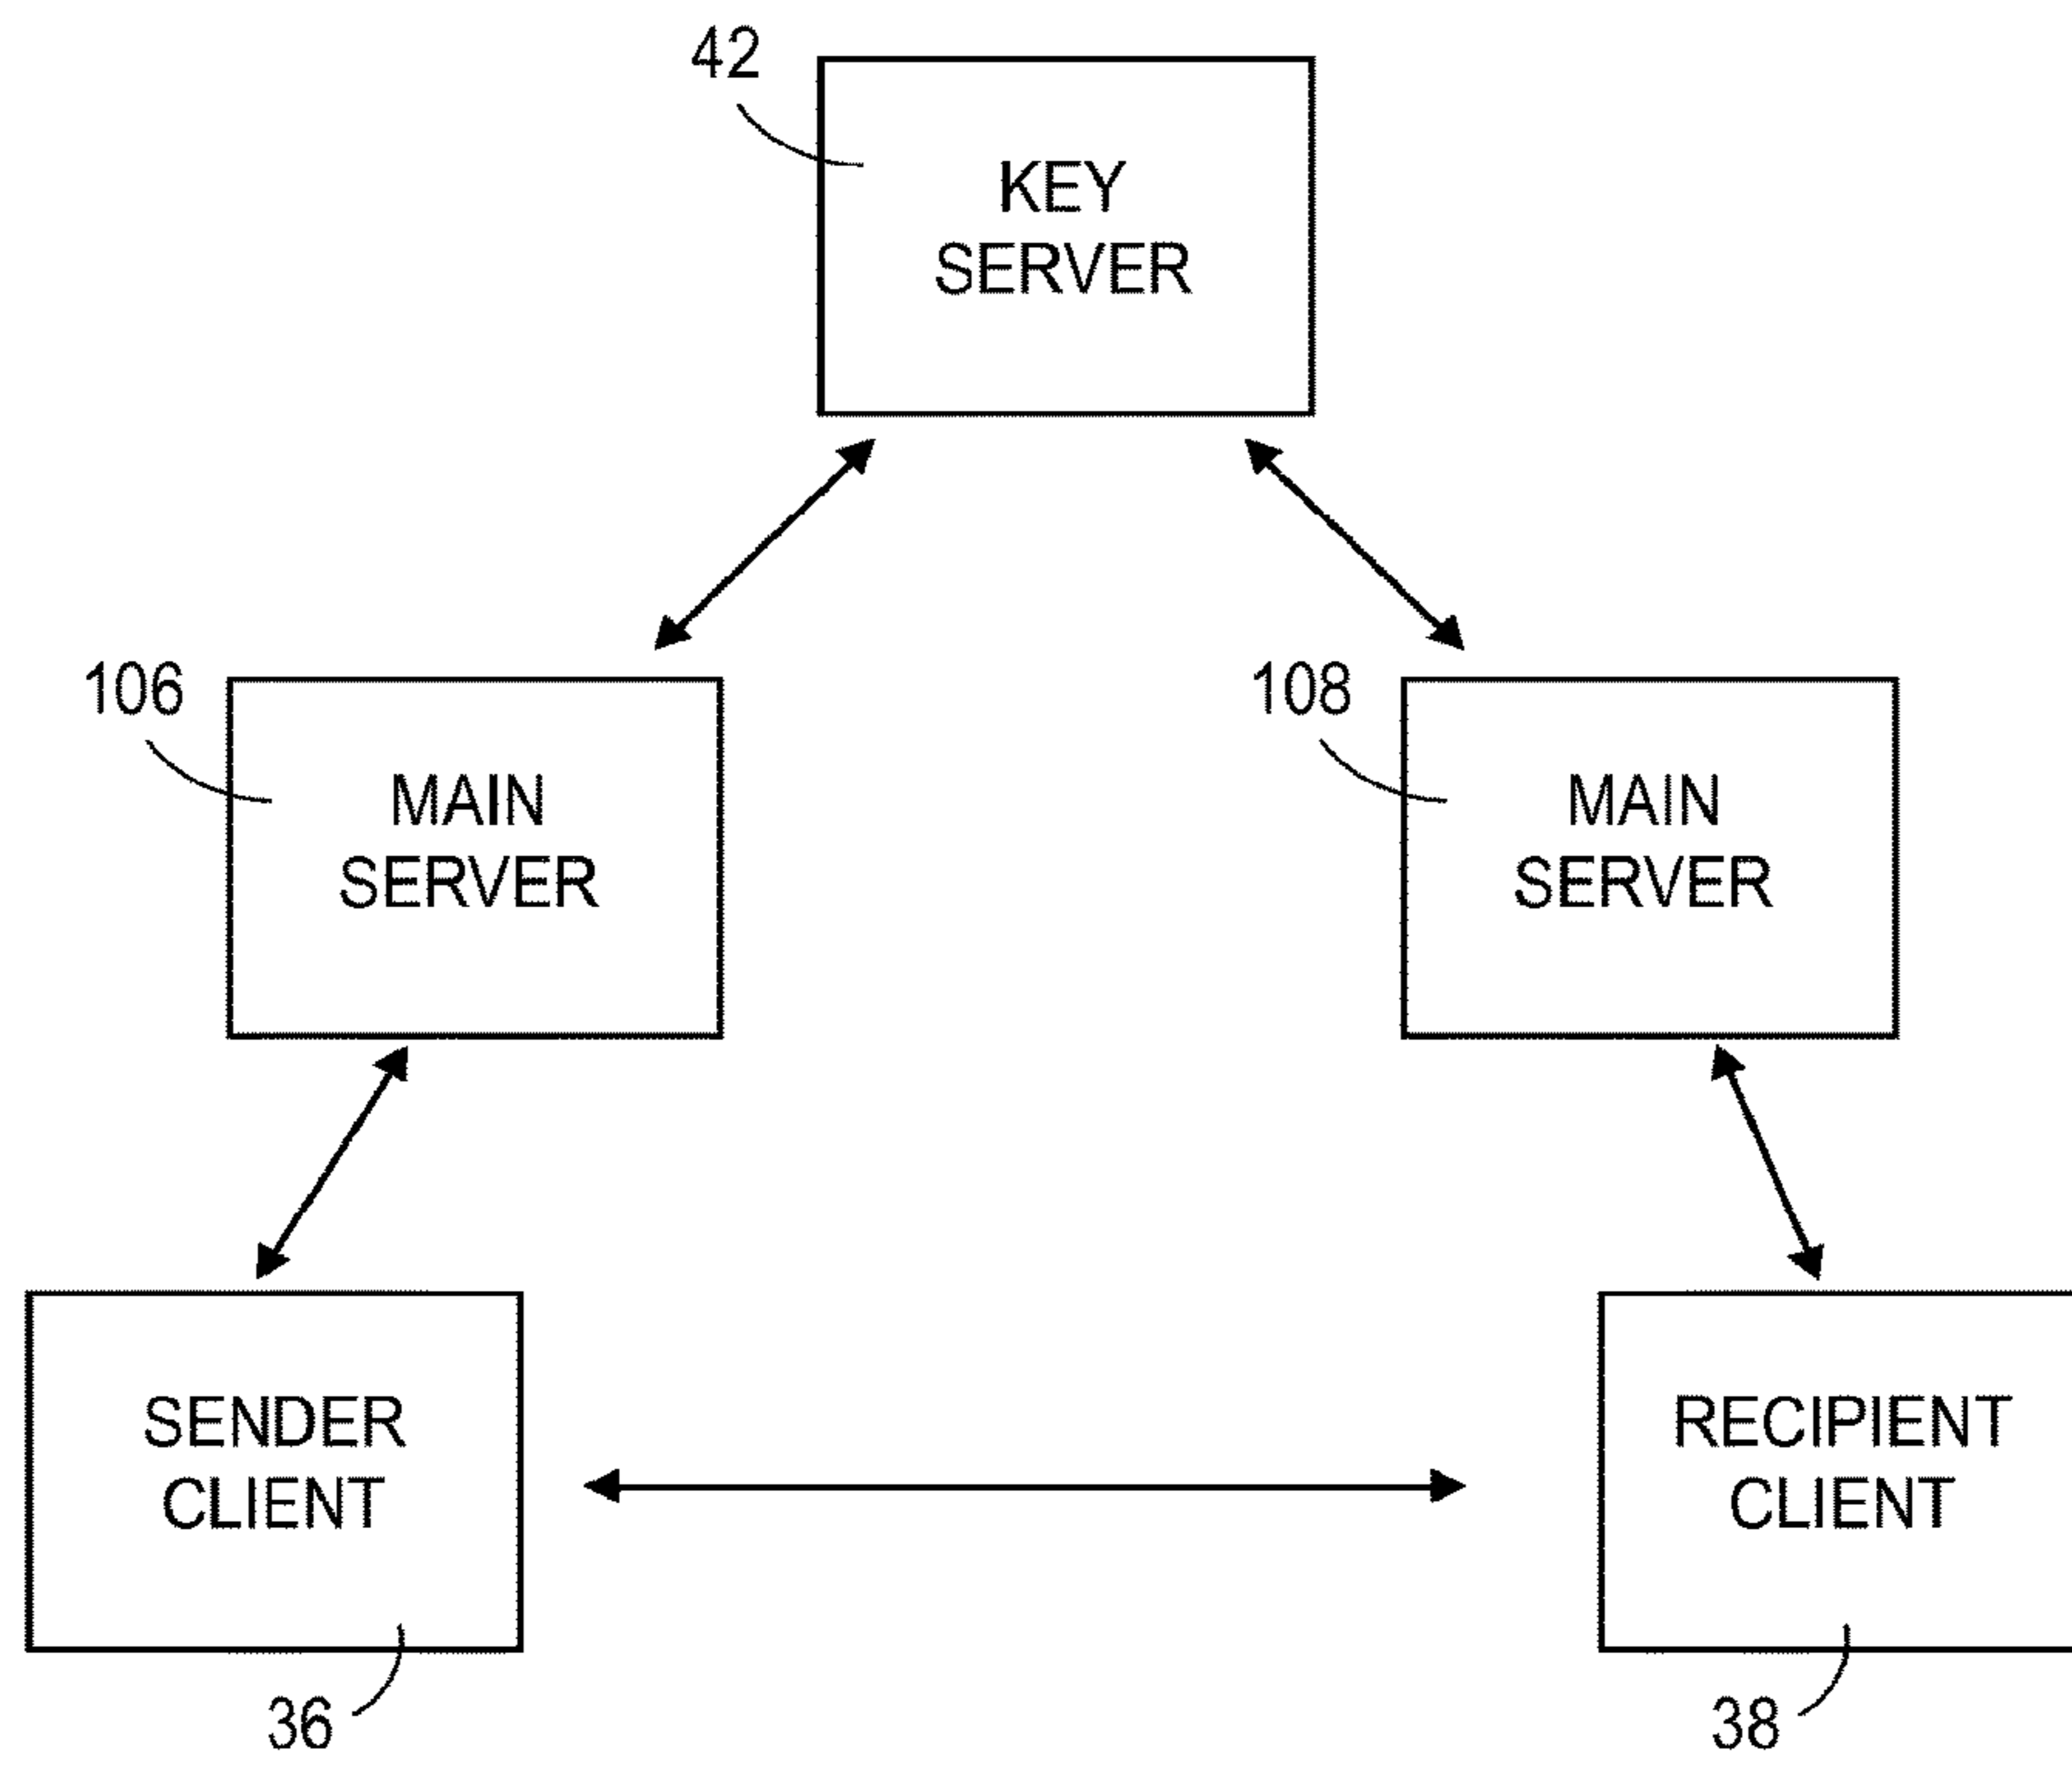 42
KEY
SERVER
106
MAIN
SERVER
108
MAIN
SERVER
SENDER
CLIENT
36
RECIPIENT
CLIENT
38